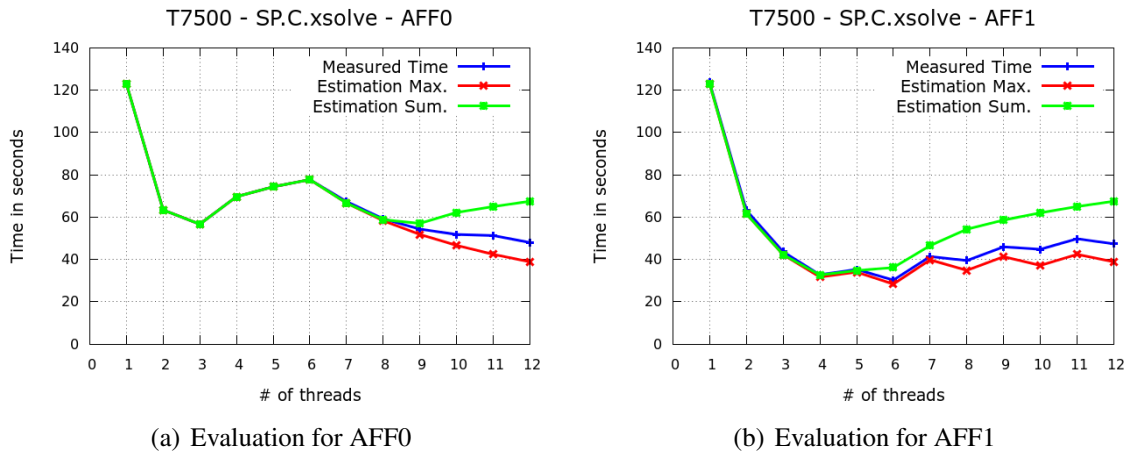 T7500 - SP.C.xsolve - AFF0
140
120
100
80
60
40
20
0
Time in seconds
Measured Time
Estimation Max.
Estimation Sum.
0 1 2 3 4 5 6 7 8 9 10 11 12
# of threads
(a) Evaluation for AFF0
T7500 - SP.C.xsolve - AFF1
140
120
100
80
60
40
20
0
Time in seconds
Measured Time
Estimation Max.
Estimation Sum.
0 1 2 3 4 5 6 7 8 9 10 11 12
# of threads
(b) Evaluation for AFF1